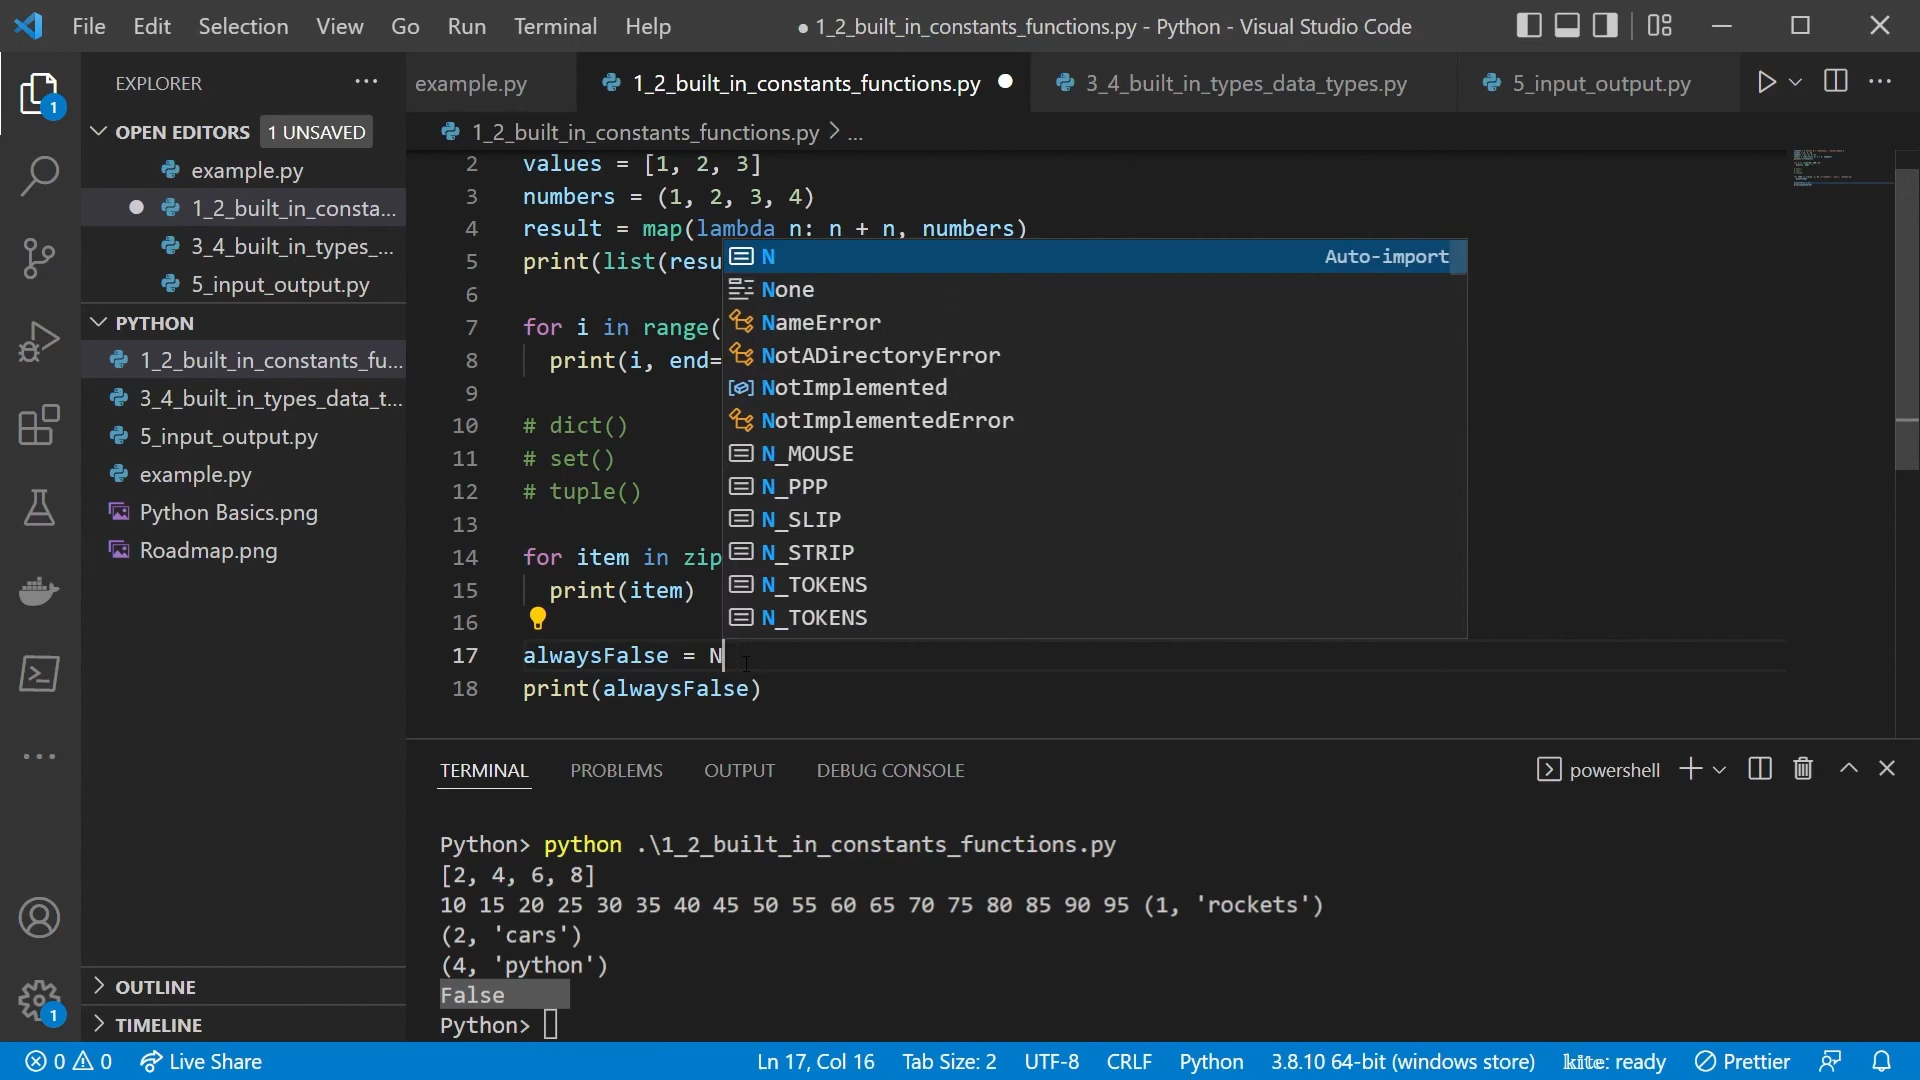 File Edit Selection View Go Run Terminal Help
● 1_2_built_in_constants_functions.py - Python - Visual Studio Code
EXPLORER
example.py
1_2_built_in_constants_functions.py
3_4_built_in_types_data_types.py
5_input_output.py
1
OPEN EDITORS 1 UNSAVED
example.py
1_2_built_in_consta...
3_4_built_in_types_...
5_input_output.py
PYTHON
1_2_built_in_constants_fu...
3_4_built_in_types_data_t...
5_input_output.py
example.py
Python Basics.png
Roadmap.png
OUTLINE
TIMELINE
1
1_2_built_in_constants_functions.py > ...
2 values = [1, 2, 3]
3 numbers = (1, 2, 3, 4)
4 result = map(lambda n: n + n, numbers)
5 print(list(resu
6
7 for i in range(
8 print(i, end=
9
10 # dict()
11 # set()
12 # tuple()
13
14 for item in zip
15 print(item)
16
17 alwaysFalse = N
18 print(alwaysFalse)
N Auto-import
None
NameError
NotADirectoryError
NotImplemented
NotImplementedError
N_MOUSE
N_PPP
N_SLIP
N_STRIP
N_TOKENS
N_TOKENS
TERMINAL PROBLEMS OUTPUT DEBUG CONSOLE
powershell
Python> python .\1_2_built_in_constants_functions.py
[2, 4, 6, 8]
10 15 20 25 30 35 40 45 50 55 60 65 70 75 80 85 90 95 (1, 'rockets')
(2, 'cars')
(4, 'python')
False
Python>
0 0 Live Share
Ln 17, Col 16 Tab Size: 2 UTF-8 CRLF Python 3.8.10 64-bit (windows store) kite: ready Prettier